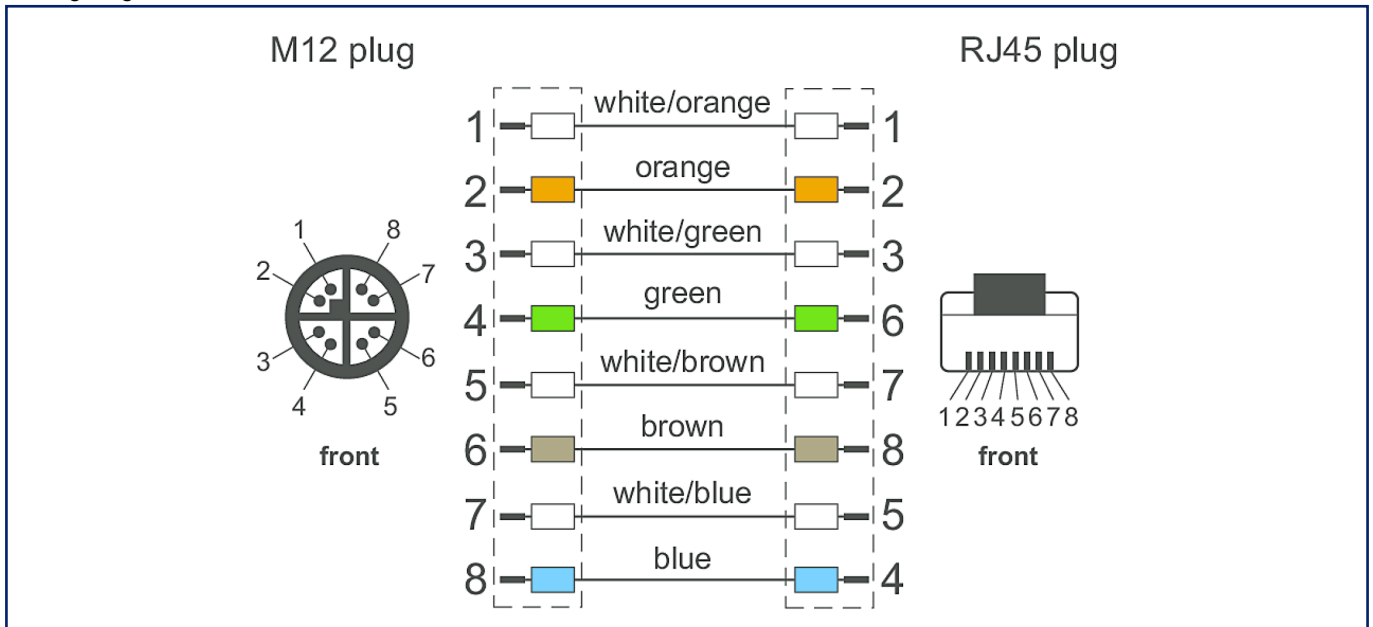 M12 plug
RJ45 plug
white/orange
1 1
orange
2 2
white/green
3 3
green
4 6
white/brown
5 7
brown
6 8
white/blue
7 5
blue
8 4
1 8
2 7
3 6
4 5
front
12345678
front